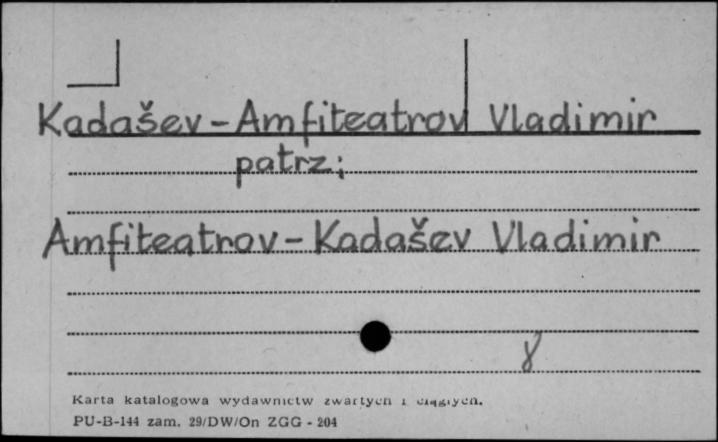 Kadašev-Amfiteatrov Vladimir
patrz;
Amfiteatrov-Kadašev Vladimir
8
Karta katalogowa wydawnictw zwartych i ciągłych.
PU-B-144 zam. 29/DW/On ZGG - 204